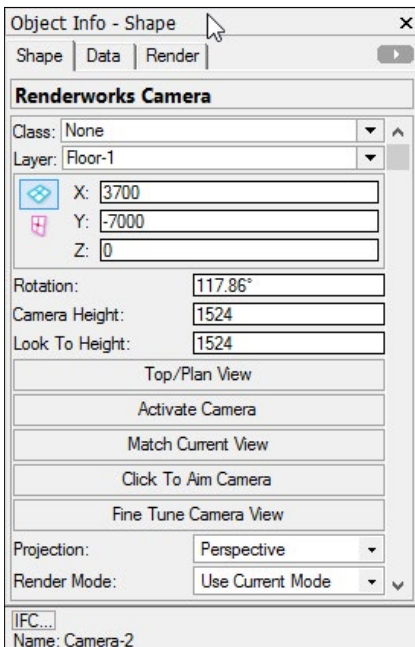 Object Info - Shape
Shape Data Render
Renderworks Camera
Class: None
Layer: Floor-1
X: 3700
Y: -7000
Z: 0
Rotation: 117.86°
Camera Height: 1524
Look To Height: 1524
Top/Plan View
Activate Camera
Match Current View
Click To Aim Camera
Fine Tune Camera View
Projection: Perspective
Render Mode: Use Current Mode
IFC...
Name: Camera-2